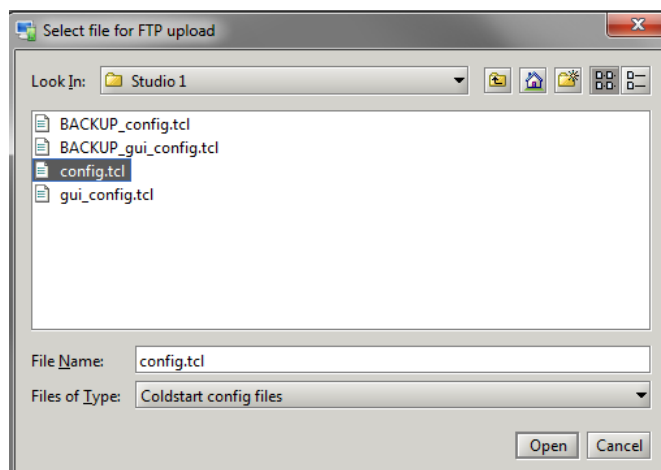 Select file for FTP upload
Look In: Studio 1
BACKUP_config.tcl
BACKUP_gui_config.tcl
config.tcl
gui_config.tcl
File Name: config.tcl
Files of Type: Coldstart config files
Open Cancel